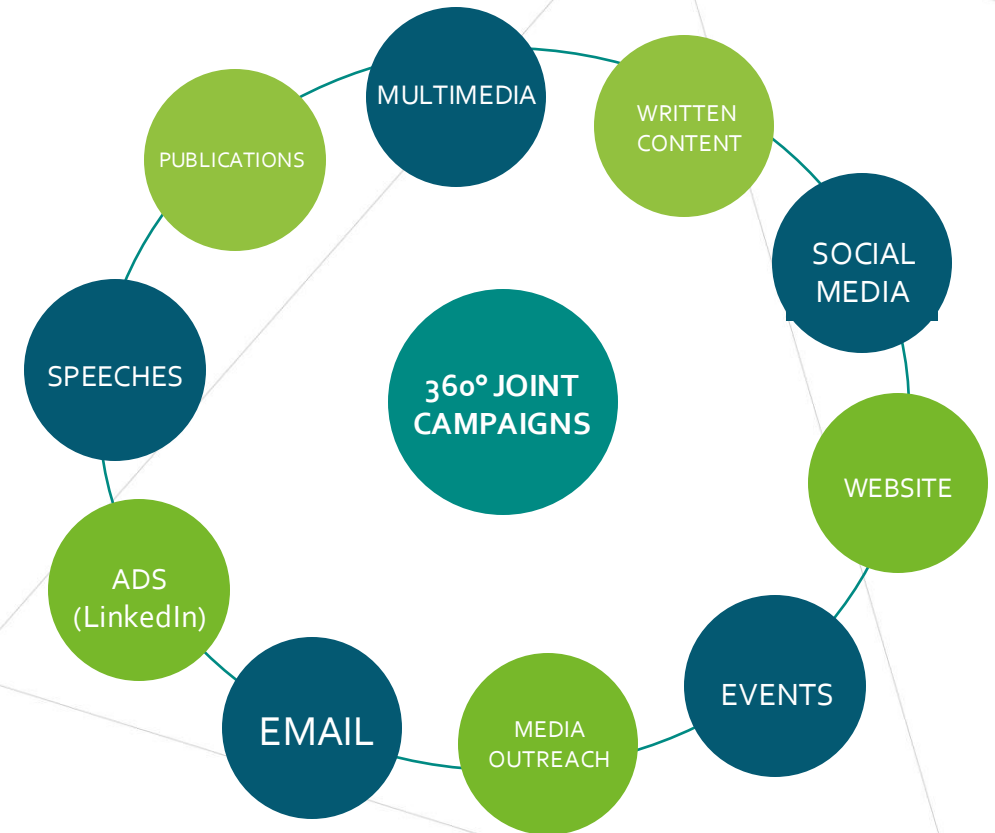 MULTIMEDIA
WRITTEN
CONTENT
SOCIAL
MEDIA
WEBSITE
EVENTS
MEDIA
OUTREACH
EMAIL
ADS
(LinkedIn)
SPEECHES
PUBLICATIONS
360° JOINT
CAMPAIGNS